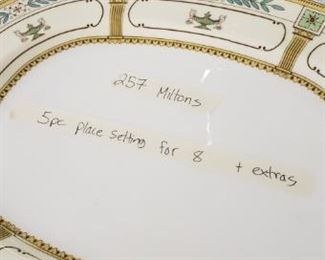 257 Miltons
5pc place setting for 8 + extras